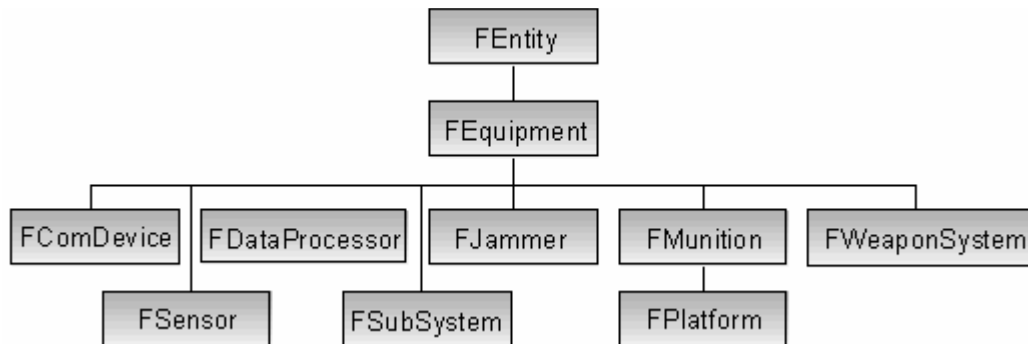 FEntity
FEquipment
FComDevice
FDataProcessor
FJammer
FMunition
FWeaponSystem
FSensor
FSubSystem
FPlatform